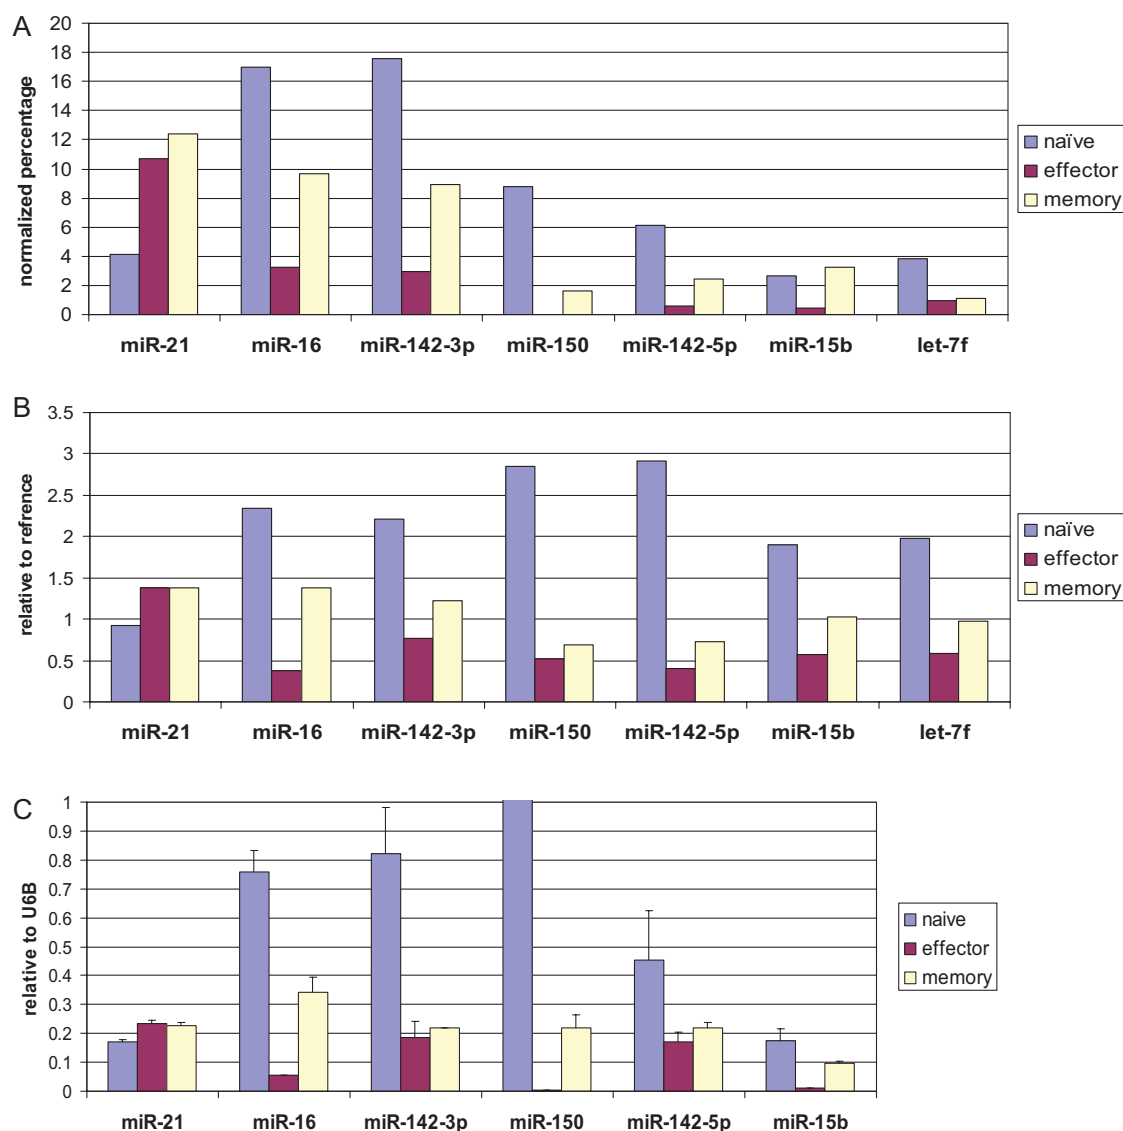 A
normalized percentage
20
18
16
14
12
10
8
6
4
2
0
miR-21 miR-16 miR-142-3p miR-150 miR-142-5p miR-15b let-7f
naïve
effector
memory
B
relative to refrence
3.5
3
2.5
2
1.5
1
0.5
0
miR-21 miR-16 miR-142-3p miR-150 miR-142-5p miR-15b let-7f
naïve
effector
memory
C
relative to U6B
1
0.9
0.8
0.7
0.6
0.5
0.4
0.3
0.2
0.1
0
miR-21 miR-16 miR-142-3p miR-150 miR-142-5p miR-15b
naive
effector
memory